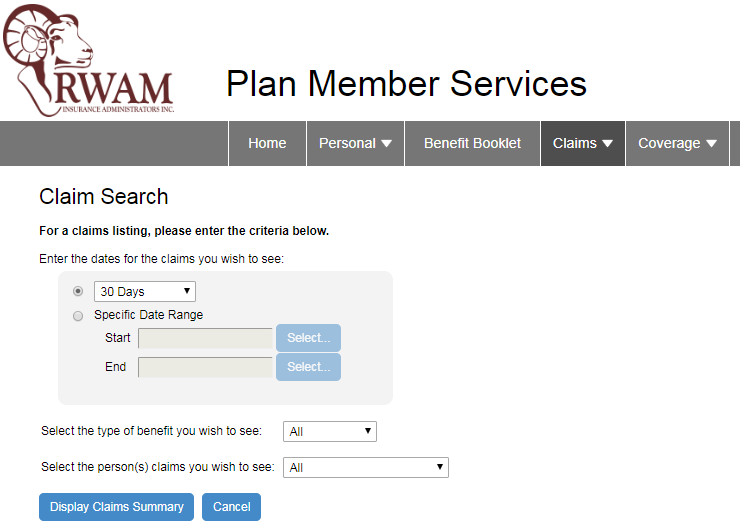 RWAM
INSURANCE ADMINISTRATORS INC.
Plan Member Services
Home Personal Benefit Booklet Claims Coverage
Claim Search
For a claims listing, please enter the criteria below.
Enter the dates for the claims you wish to see:
30 Days
Specific Date Range
Start Select...
End Select...
Select the type of benefit you wish to see: All
Select the person(s) claims you wish to see: All
Display Claims Summary Cancel